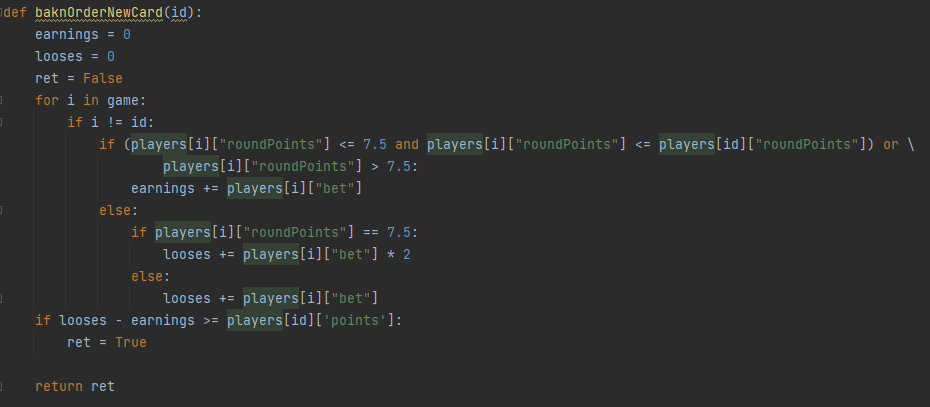 def baknOrderNewCard(id):
    earnings = 0
    looses = 0
    ret = False
    for i in game:
        if i != id:
            if (players[i]["roundPoints"] <= 7.5 and players[i]["roundPoints"] <= players[id]["roundPoints"]) or \
                    players[i]["roundPoints"] > 7.5:
                earnings += players[i]["bet"]
            else:
                if players[i]["roundPoints"] == 7.5:
                    looses += players[i]["bet"] * 2
                else:
                    looses += players[i]["bet"]
    if looses - earnings >= players[id]['points']:
        ret = True

    return ret